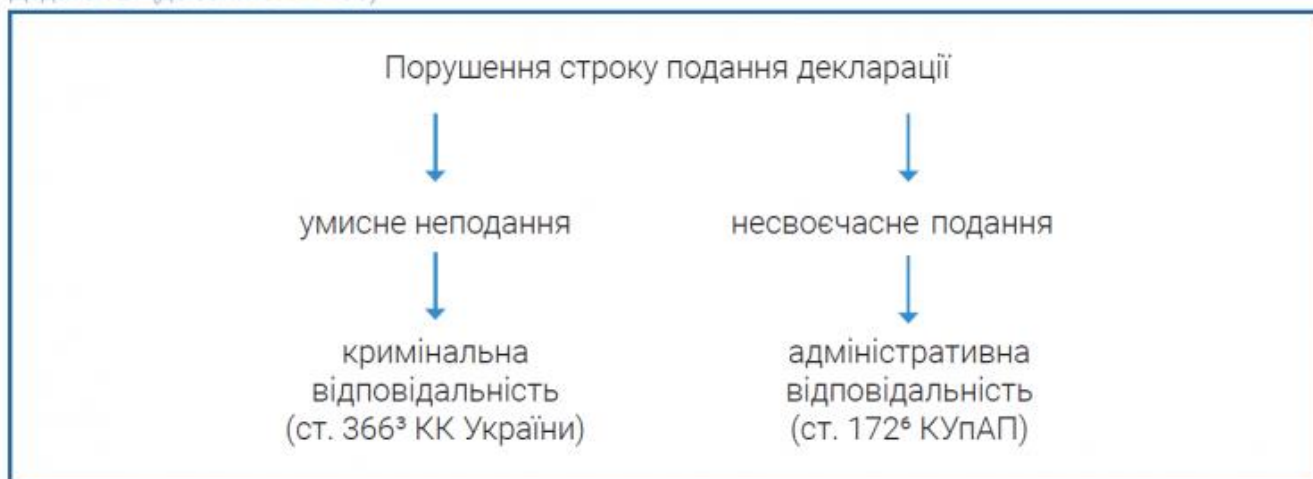 Порушення строку подання декларації
умисне неподання
несвоєчасне подання
кримінальна
відповідальність
(ст. 366³ КК України)
адміністративна
відповідальність
(ст. 172⁶ КУпАП)